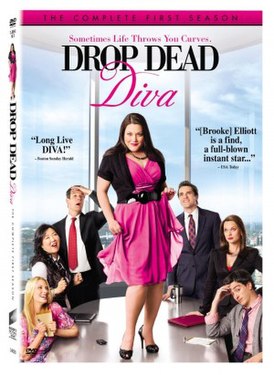 THE COMPLETE FIRST SEASON
Sometimes Life Throws You Curves.
DROP DEAD
Diva
"Long Live
DIVA!"
–Boston Sunday Herald
"[Brooke] Elliott
is a find,
a full-blown
instant star..."
–USA Today
DROP DEAD
Diva
THE COMPLETE FIRST SEASON
DVD